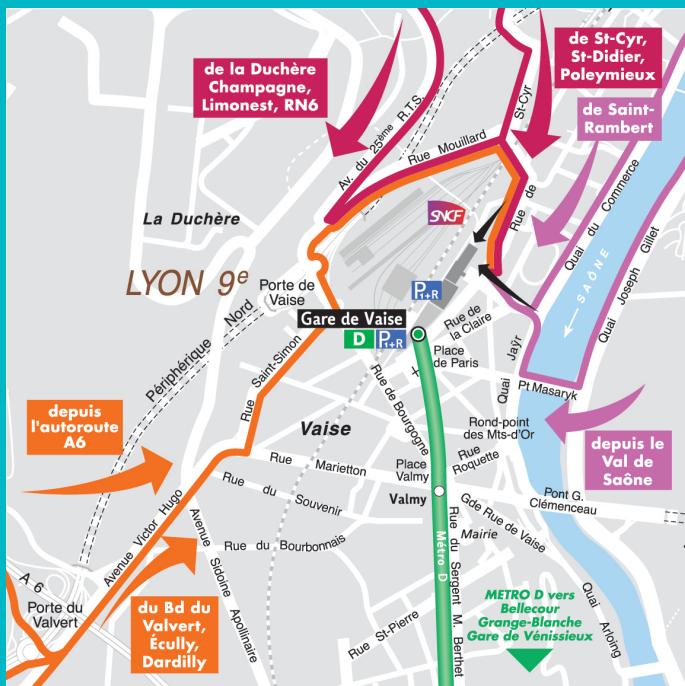 de la Duchère
Champagne,
Limonest, RN6
de St-Cyr,
St-Didier,
Poleymieux
de Saint-
Rambert
Av. du 25ème R.T.S.
Rue Mouillard
St-Cyr
Rue de
SNCF
Quai du Commerce
Quai Joseph Gillet
SAÔNE
La Duchère
LYON 9e
Porte de
Vaise
P1+R
Gare de Vaise
D P1+R
Rue de
la Claire
Place
de Paris
Quai Jaÿr
Pt Masaryk
Périphérique Nord
Rue Saint-Simon
Rue de Bourgogne
depuis
l'autoroute
A6
Vaise
Rond-point
des Mts-d'Or
depuis le
Val de
Saône
Rue Marietton
Place
Valmy
Rue
Roquette
Valmy
Rue du Souvenir
Pont G.
Clémenceau
Gde Rue de Vaise
Mairie
Avenue Victor Hugo
Avenue Sidoine Apollinaire
Rue du Bourbonnais
Métro D
Rue du Sergent M. Berthet
A 6
Porte du
Valvert
du Bd du
Valvert,
Écully,
Dardilly
Rue St-Pierre
METRO D vers
Bellecour
Grange-Blanche
Gare de Vénissieux
Quai Arloing